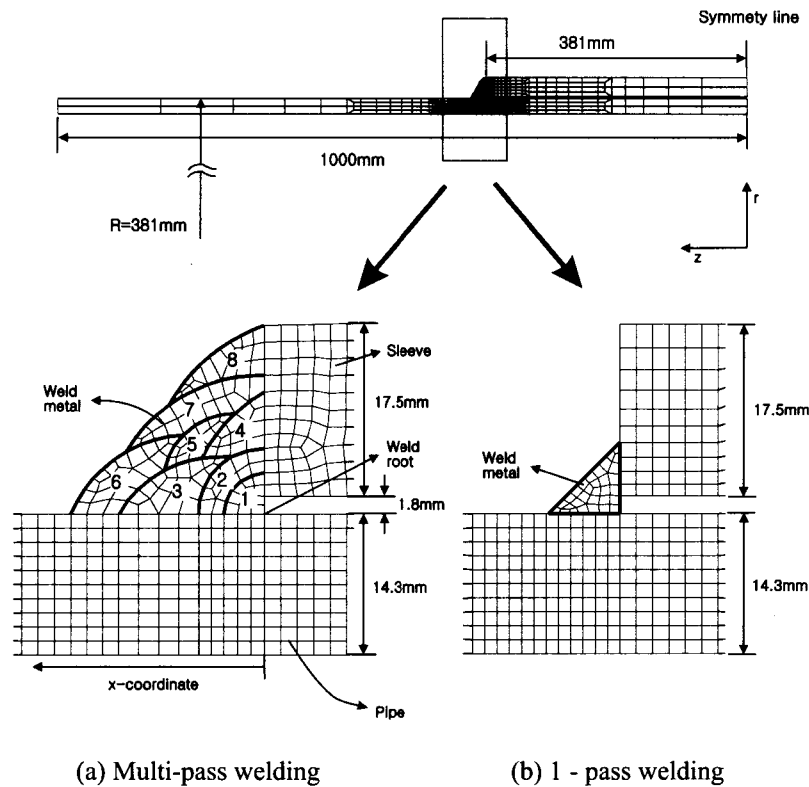 Symmety line
381mm
1000mm
R=381mm
r
z
8
Sleeve
Weld
metal
7
17.5mm
4
5
Weld
root
6
3
2
1
1.8mm
14.3mm
x-coordinate
Pipe
17.5mm
Weld
metal
14.3mm
(a) Multi-pass welding
(b) 1 - pass welding